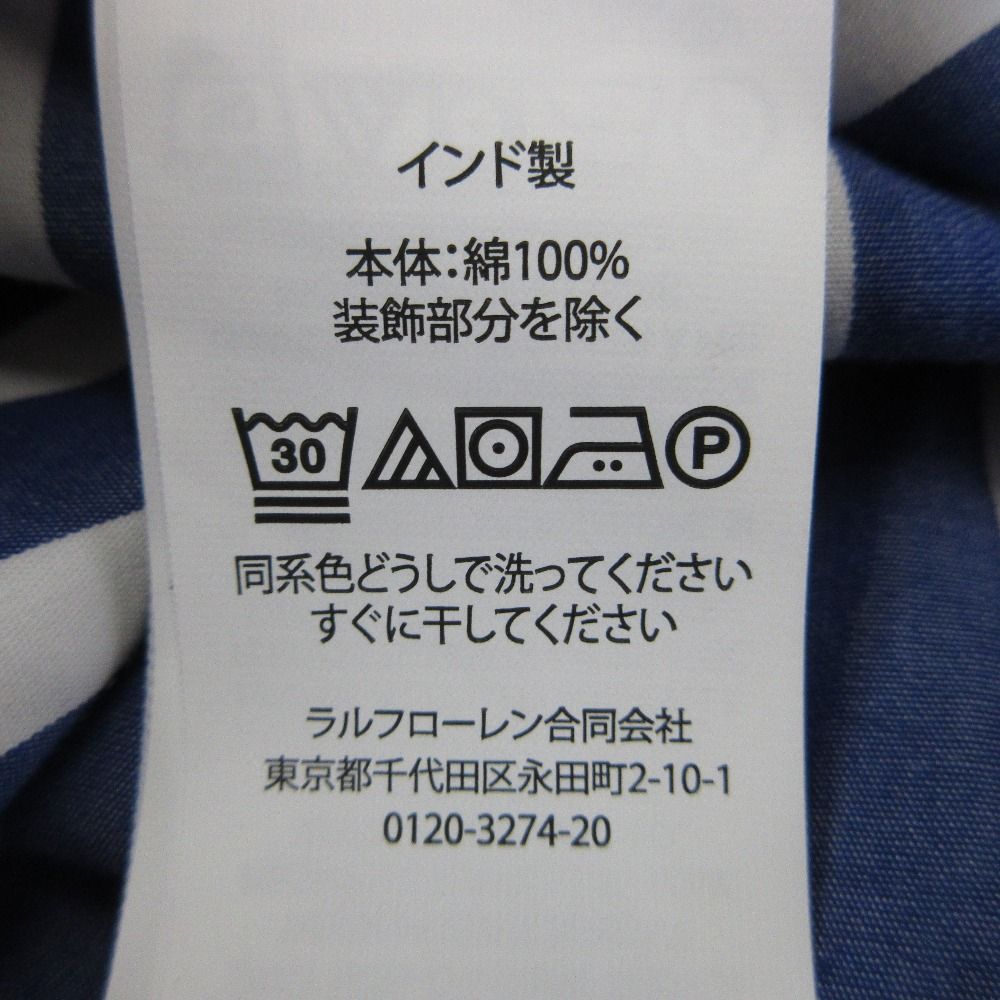 インド製
本体：綿100%
装飾部分を除く
30 P
同系色どうしで洗ってください
すぐに干してください
ラルフローレン合同会社
東京都千代田区永田町2-10-1
0120-3274-20